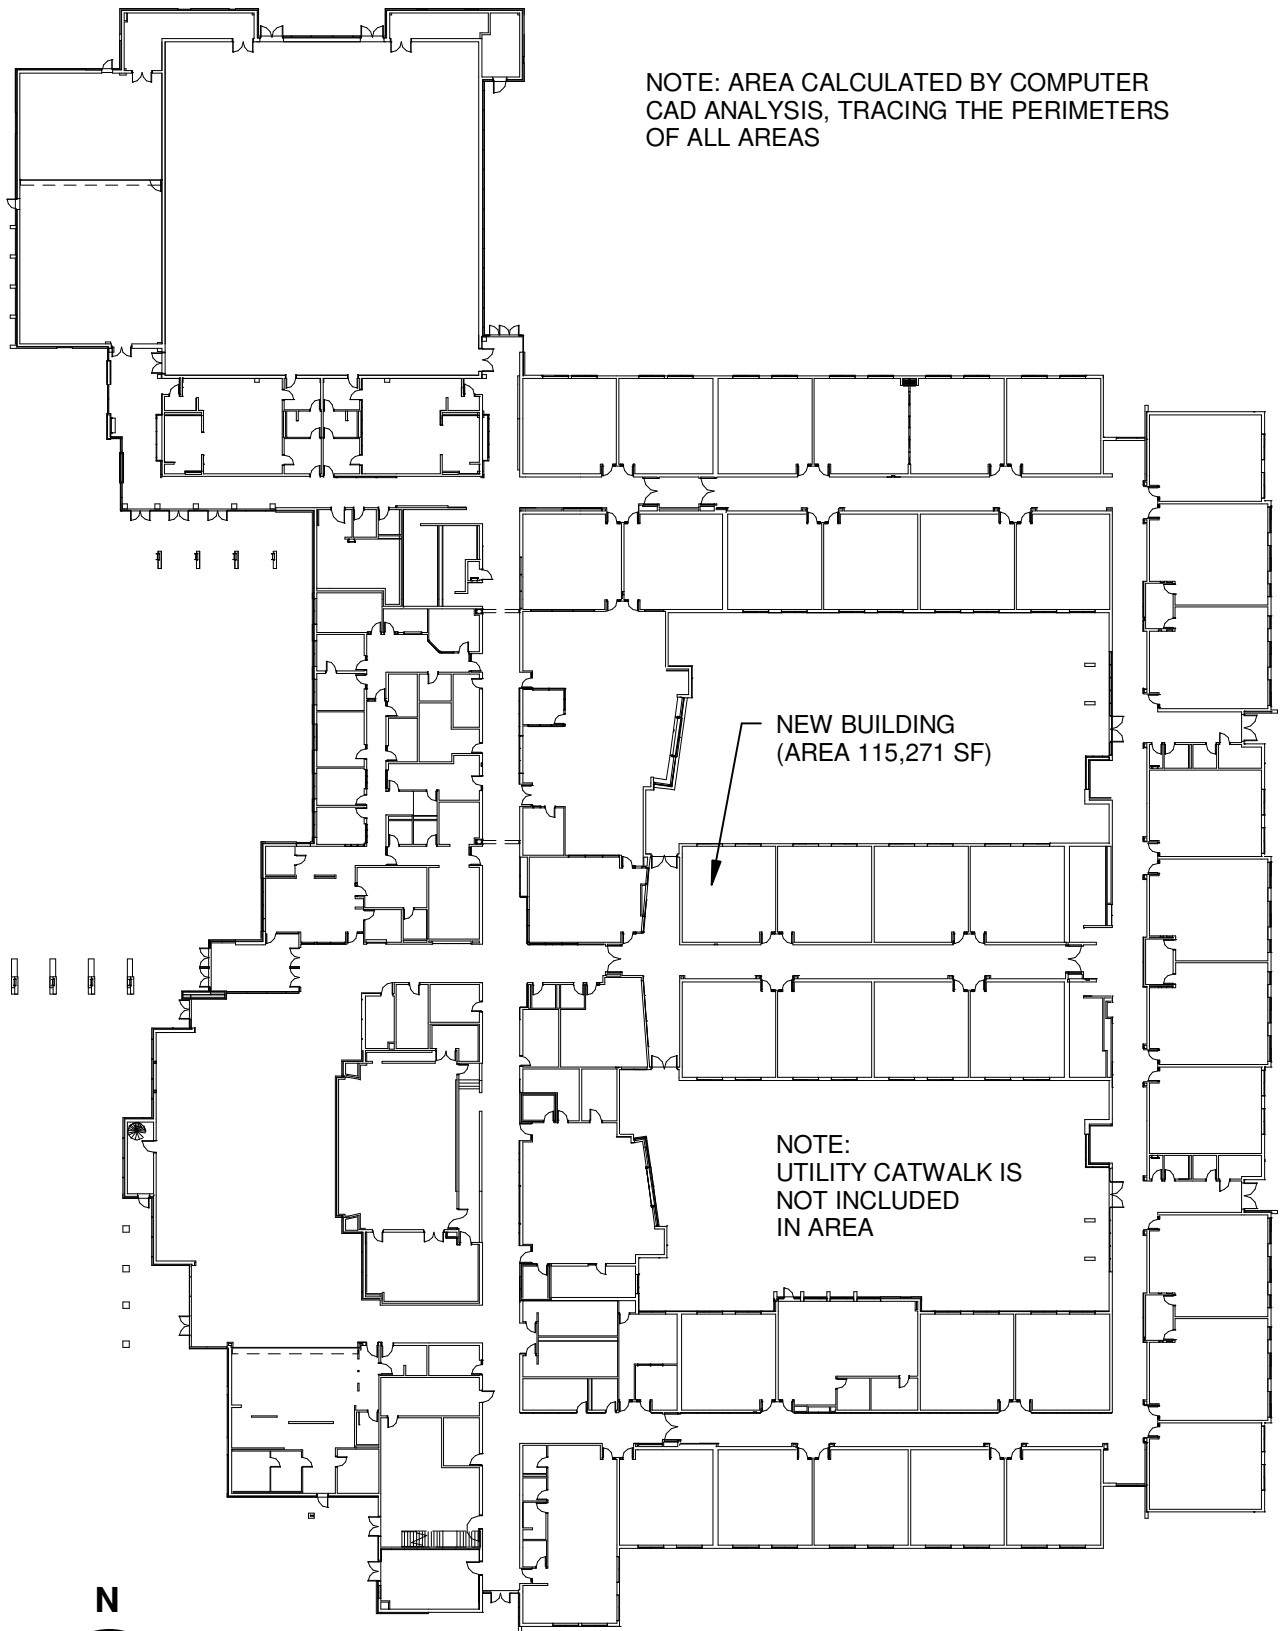 NOTE: AREA CALCULATED BY COMPUTER
CAD ANALYSIS, TRACING THE PERIMETERS
OF ALL AREAS
NEW BUILDING
(AREA 115,271 SF)
NOTE:
UTILITY CATWALK IS
NOT INCLUDED
IN AREA
N